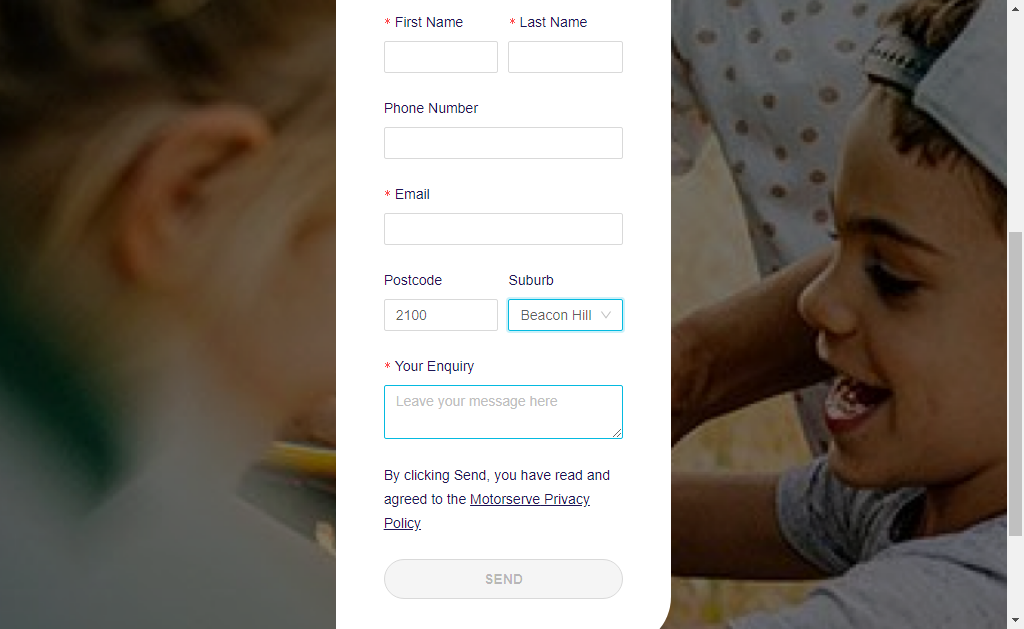 * First Name * Last Name
Phone Number
* Email
Postcode Suburb
2100 Beacon Hill
* Your Enquiry
Leave your message here
By clicking Send, you have read and
agreed to the Motorserve Privacy
Policy
SEND